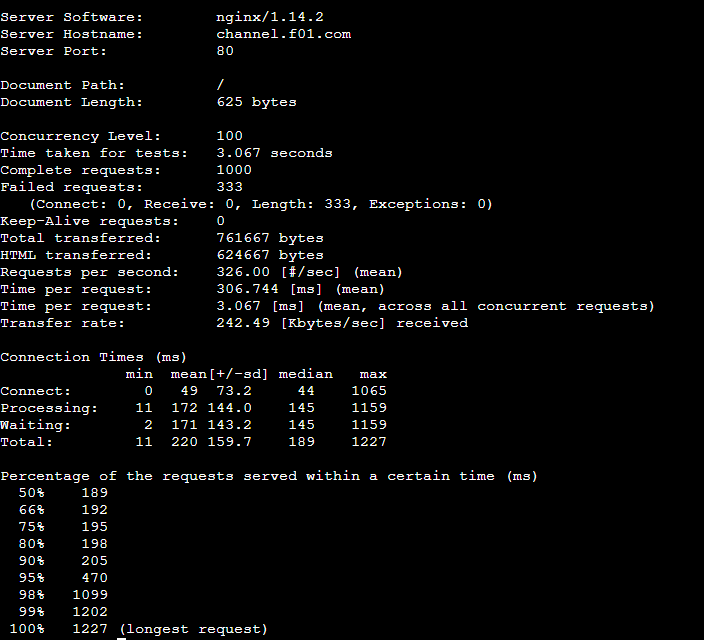 Server Software:        nginx/1.14.2
Server Hostname:        channel.f01.com
Server Port:            80
Document Path:          /
Document Length:        625 bytes
Concurrency Level:      100
Time taken for tests:   3.067 seconds
Complete requests:      1000
Failed requests:        333
   (Connect: 0, Receive: 0, Length: 333, Exceptions: 0)
Keep-Alive requests:    0
Total transferred:      761667 bytes
HTML transferred:       624667 bytes
Requests per second:    326.00 [#/sec] (mean)
Time per request:       306.744 [ms] (mean)
Time per request:       3.067 [ms] (mean, across all concurrent requests)
Transfer rate:          242.49 [Kbytes/sec] received
Connection Times (ms)
              min  mean[+/-sd] median   max
Connect:        0   49  73.2     44    1065
Processing:    11  172 144.0    145    1159
Waiting:        2  171 143.2    145    1159
Total:         11  220 159.7    189    1227
Percentage of the requests served within a certain time (ms)
  50%    189
  66%    192
  75%    195
  80%    198
  90%    205
  95%    470
  98%   1099
  99%   1202
 100%   1227 (longest request)